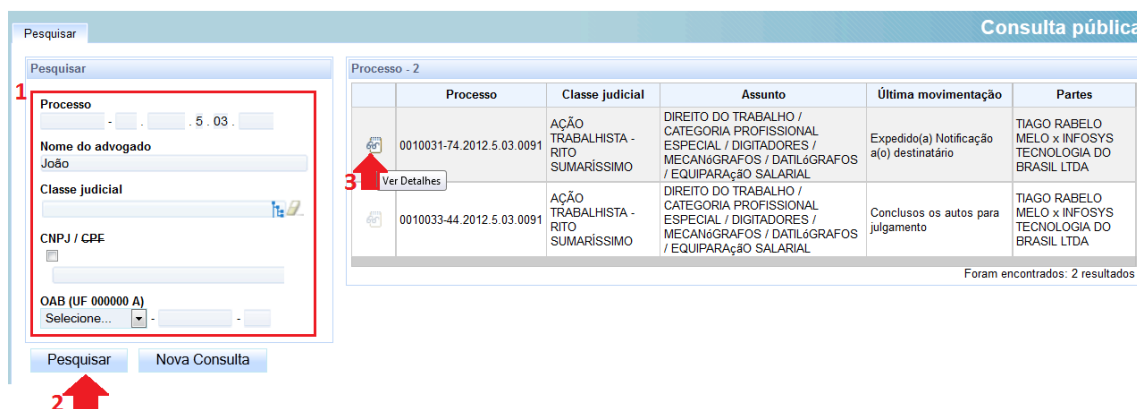 Pesquisar
Consulta pública
Pesquisar
1
Processo
- . . 5 . 03 .
Nome do advogado
João
Classe judicial
CNPJ / CPF
OAB (UF 000000 A)
Selecione... - -
Pesquisar Nova Consulta
2
Processo - 2
Processo Classe judicial Assunto Última movimentação Partes
0010031-74.2012.5.03.0091
AÇÃO
TRABALHISTA -
RITO
SUMARÍSSIMO
DIREITO DO TRABALHO /
CATEGORIA PROFISSIONAL
ESPECIAL / DIGITADORES /
MECANóGRAFOS / DATILóGRAFOS
/ EQUIPARAçãO SALARIAL
Expedido(a) Notificação
a(o) destinatário
TIAGO RABELO
MELO x INFOSYS
TECNOLOGIA DO
BRASIL LTDA
3
Ver Detalhes
0010033-44.2012.5.03.0091
AÇÃO
TRABALHISTA -
RITO
SUMARÍSSIMO
DIREITO DO TRABALHO /
CATEGORIA PROFISSIONAL
ESPECIAL / DIGITADORES /
MECANóGRAFOS / DATILóGRAFOS
/ EQUIPARAçãO SALARIAL
Conclusos os autos para
julgamento
TIAGO RABELO
MELO x INFOSYS
TECNOLOGIA DO
BRASIL LTDA
Foram encontrados: 2 resultados